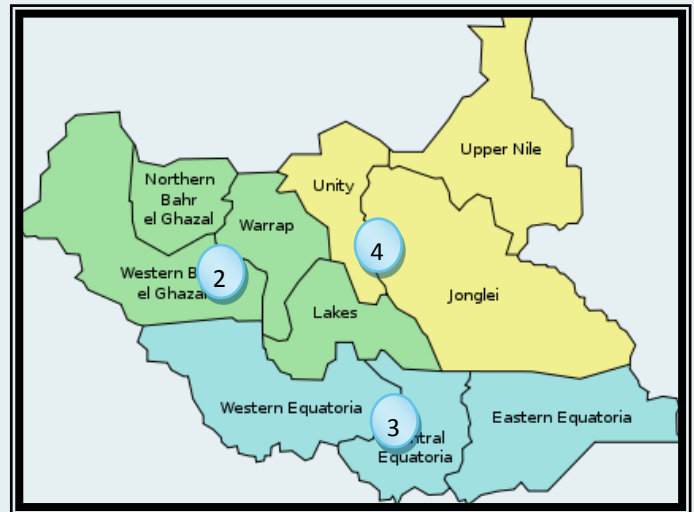 Upper Nile
Northern
Bahr
el Ghazal
Unity
Warrap
4
Western B
el Ghazal
2
Jonglei
Lakes
Western Equatoria
3
ntral
Equatoria
Eastern Equatoria